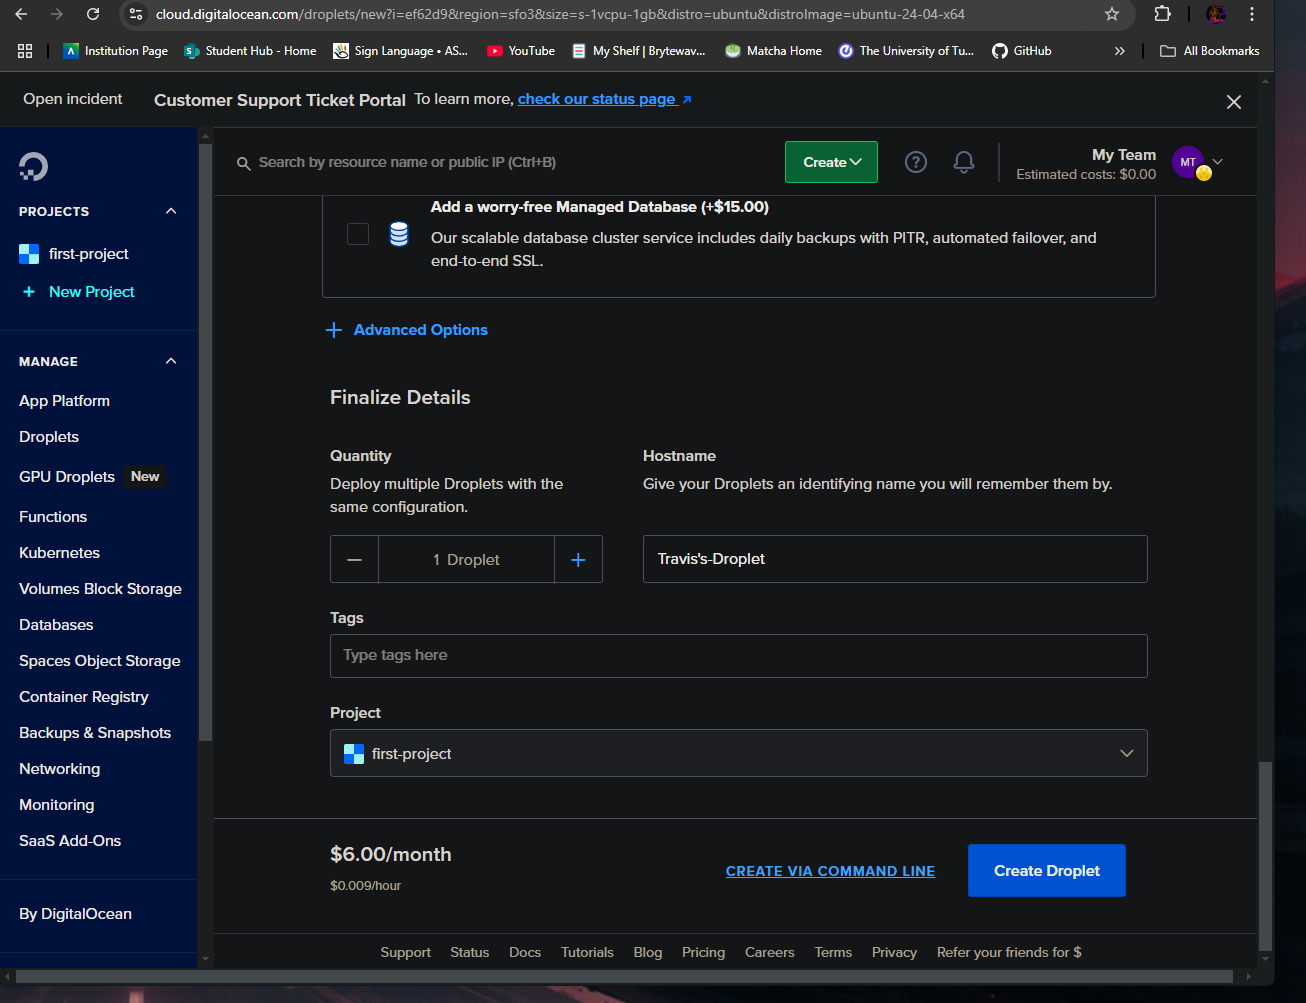 cloud.digitalocean.com/droplets/new?i=ef62d9&region=sfo3&size=s-1vcpu-1gb&distro=ubuntu&distroImage=ubuntu-24-04-x64
Institution Page
Student Hub - Home
Sign Language • AS...
YouTube
My Shelf | Brytewav...
Matcha Home
The University of Tu...
GitHub
»
All Bookmarks
Open incident
Customer Support Ticket Portal To learn more, check our status page
Search by resource name or public IP (Ctrl+B)
Create
My Team
Estimated costs: $0.00
MT
PROJECTS
first-project
+ New Project
MANAGE
App Platform
Droplets
GPU Droplets New
Functions
Kubernetes
Volumes Block Storage
Databases
Spaces Object Storage
Container Registry
Backups & Snapshots
Networking
Monitoring
SaaS Add-Ons
By DigitalOcean
Add a worry-free Managed Database (+$15.00)
Our scalable database cluster service includes daily backups with PITR, automated failover, and
end-to-end SSL.
+ Advanced Options
Finalize Details
Quantity
Deploy multiple Droplets with the
same configuration.
1 Droplet
Hostname
Give your Droplets an identifying name you will remember them by.
Travis's-Droplet
Tags
Type tags here
Project
first-project
$6.00/month
$0.009/hour
CREATE VIA COMMAND LINE
Create Droplet
Support Status Docs Tutorials Blog Pricing Careers Terms Privacy Refer your friends for $